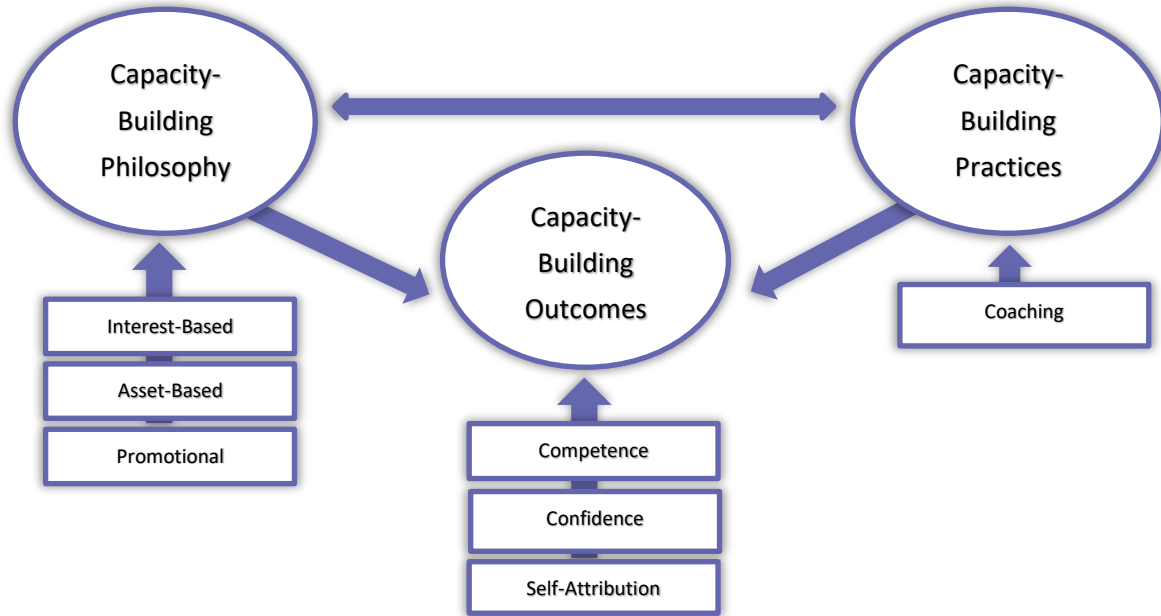 Capacity-
Building
Philosophy
Capacity-
Building
Practices
Capacity-
Building
Outcomes
Interest-Based
Asset-Based
Promotional
Coaching
Competence
Confidence
Self-Attribution